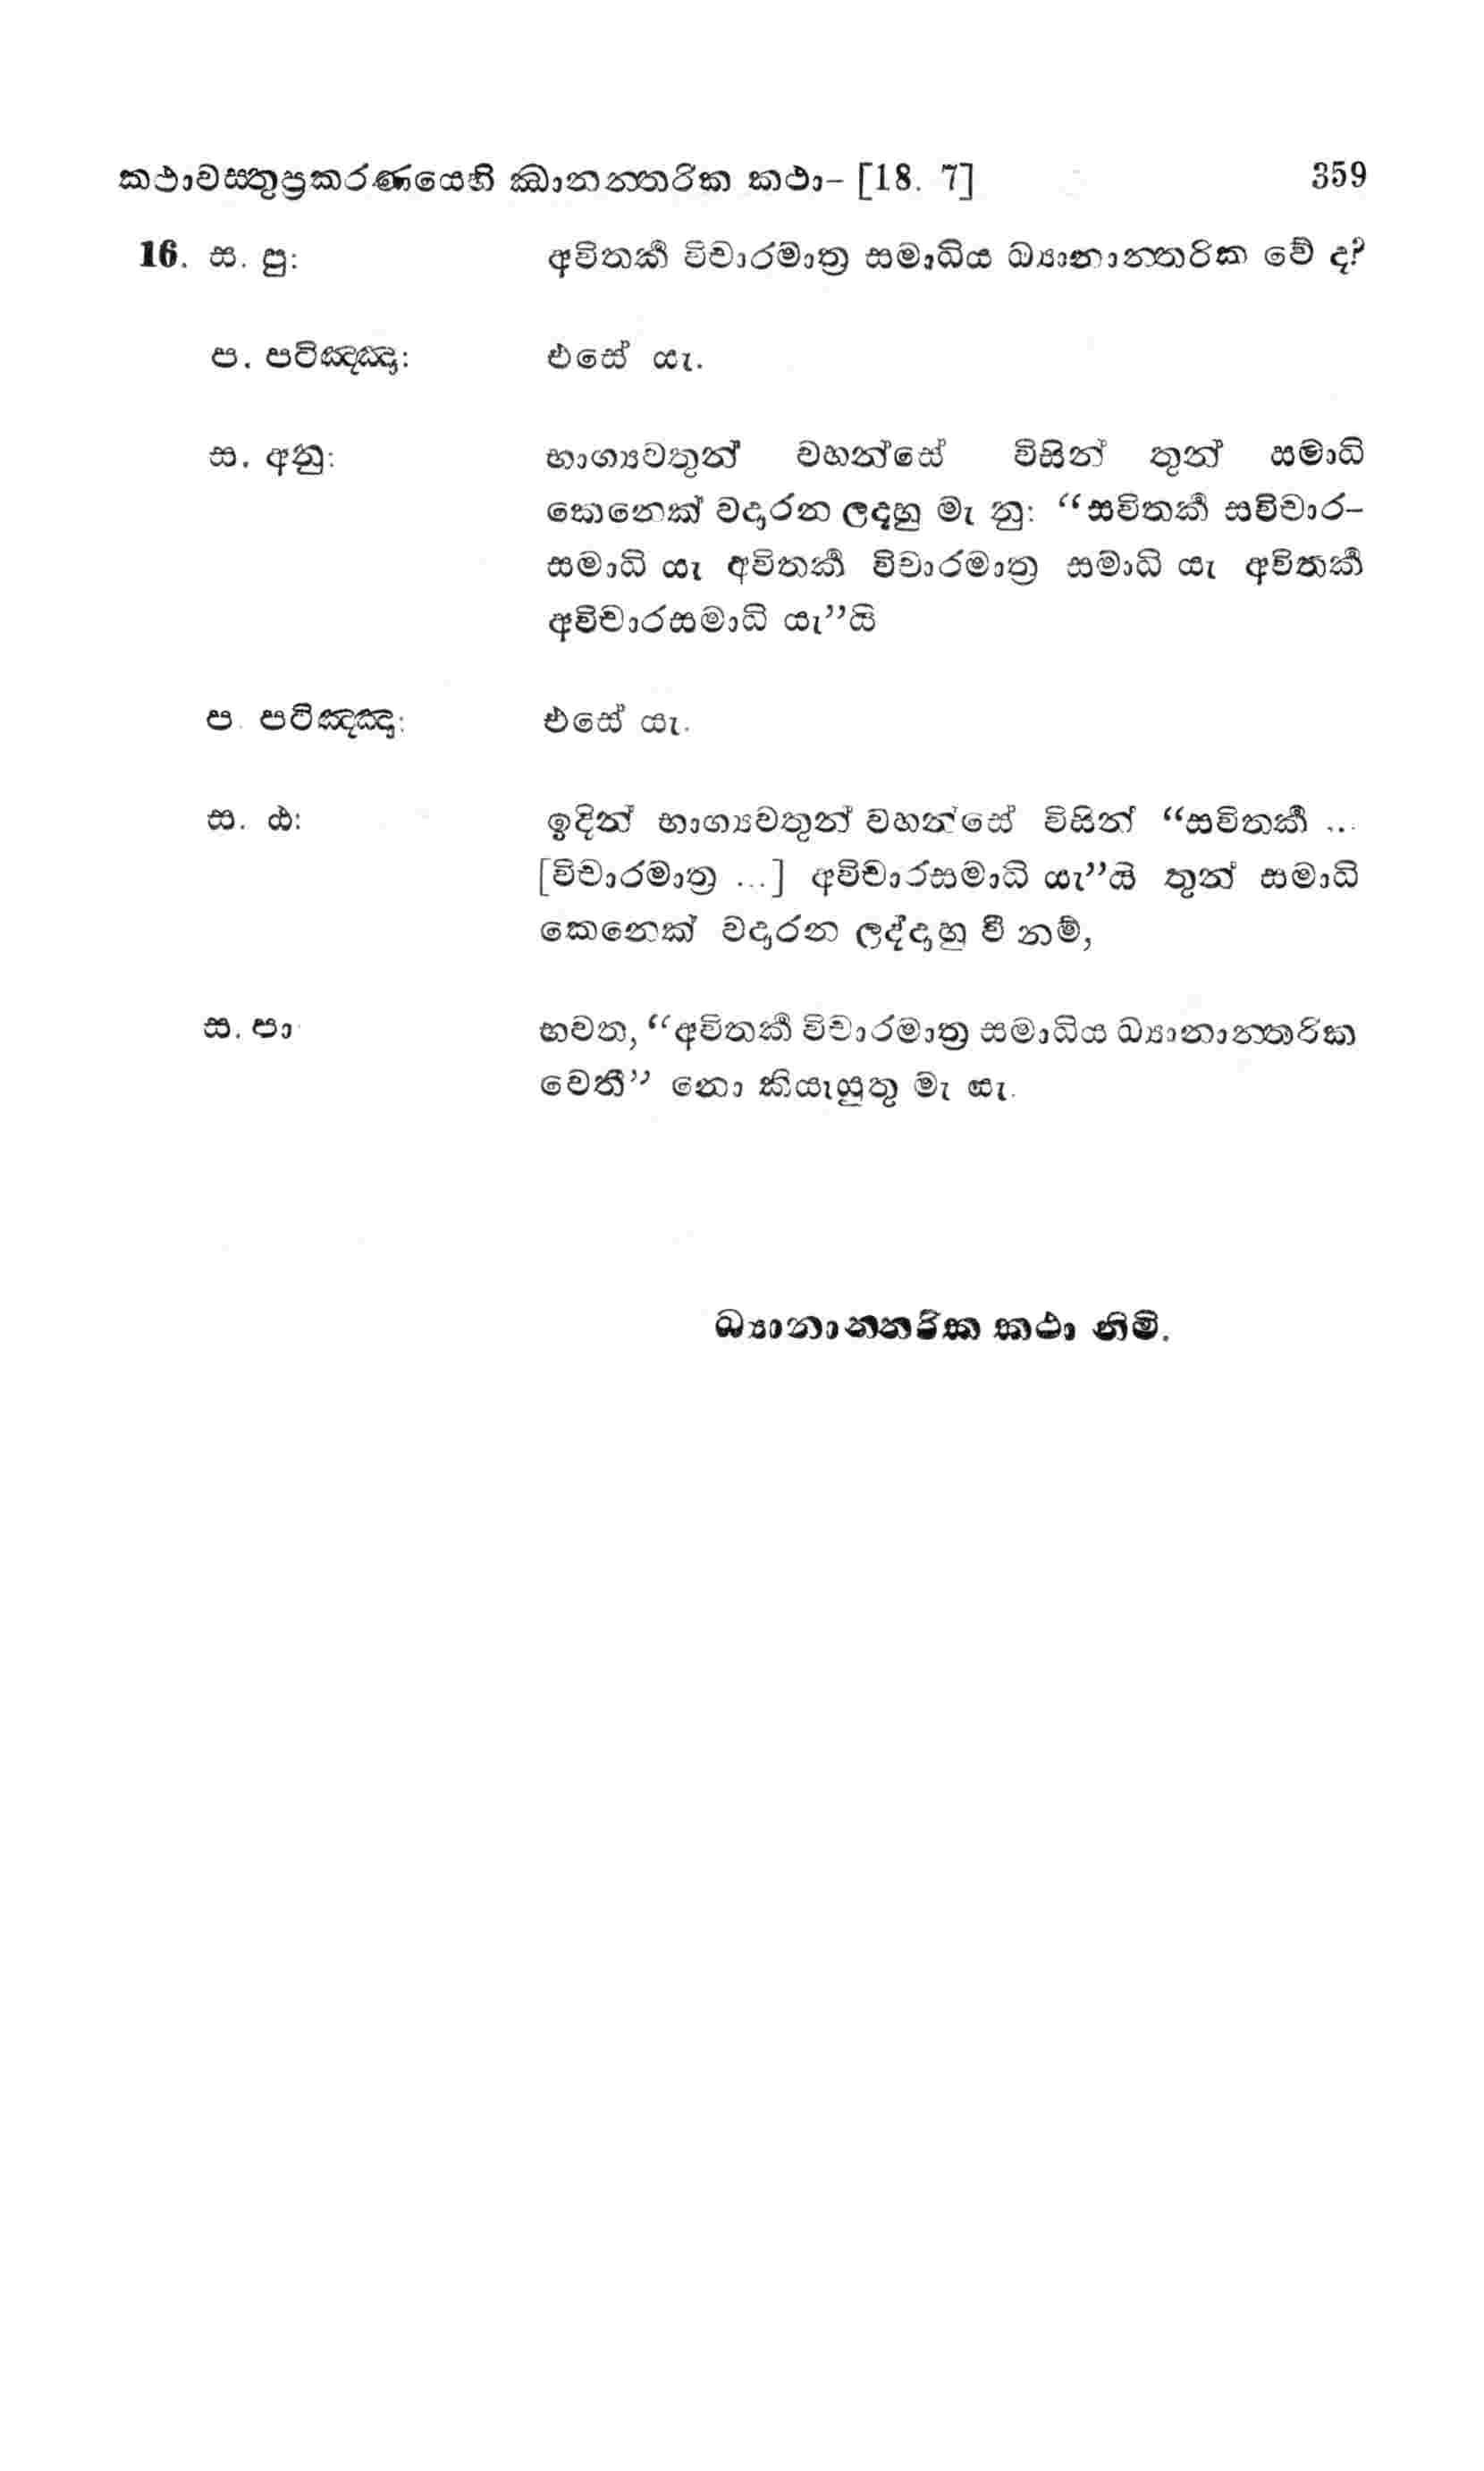 කථාවස්තුප්‍රකරණයෙහි ඣානන්තරික කථා- [18. 7] 359
16. ස. පු: අවිතර්ක විචාරමාත්‍ර සමාධිය ධ්‍යානාන්තරික වේ ද?
ප. පටිඤ්ඤා: එසේ යැ.
ස. අනු: භාග්‍යවතුන් වහන්සේ විසින් තුන් සමාධි
කෙනෙක් වදාරන ලදහු මැ නු: “සවිතර්ක සවිචාර-
සමාධි යැ අවිතර්ක විචාරමාත්‍ර සමාධි යැ අවිතර්ක
අවිචාරසමාධි යැ”යි
ප. පටිඤ්ඤා: එසේ යැ.
ස. ඨ: ඉදින් භාග්‍යවතුන් වහන්සේ විසින් “සවිතර්ක ...
[විචාරමාත්‍ර ...] අවිචාරසමාධි යැ”යි තුන් සමාධි
කෙනෙක් වදාරන ලද්දාහු වී නම්,
ස. පා භවත, “අවිතර්ක විචාරමාත්‍ර සමාධිය ධ්‍යානාන්තරික
වෙතී” නො කියැයුතු මැ යැ.
ධ්‍යානාන්තරික කථා නිමි.